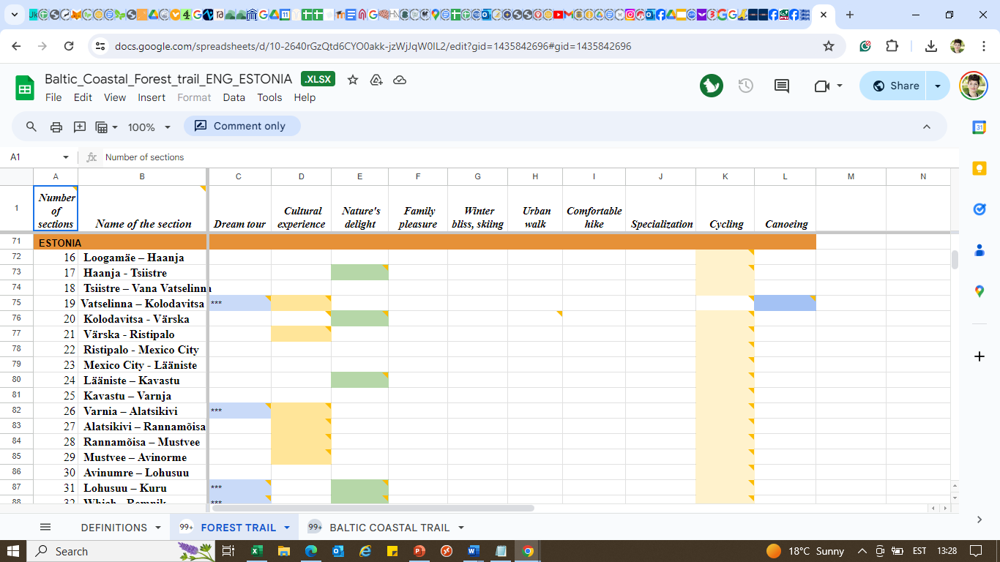 docs.google.com/spreadsheets/d/10-2640rGzQtd6CYO0akk-jzWjJqW0IL2/edit?gid=1435842696#gid=1435842696
Baltic_Coastal_Forest_trail_ENG_ESTONIA .XLSX
File Edit View Insert Format Data Tools Help
Share
100% Comment only
A1 fx Number of sections
A B C D E F G H I J K L M N
1 Number of sections Name of the section Dream tour Cultural experience Nature's delight Family pleasure Winter bliss, skiing Urban walk Comfortable hike Specialization Cycling Canoeing
71 ESTONIA
72 16 Loogamäe – Haanja
73 17 Haanja - Tsiistre
74 18 Tsiistre – Vana Vatselinna
75 19 Vatselinna – Kolodavitsa ***
76 20 Kolodavitsa - Värska
77 21 Värska - Ristipalo
78 22 Ristipalo - Mexico City
79 23 Mexico City - Lääniste
80 24 Lääniste – Kavastu
81 25 Kavastu – Varnja
82 26 Varnia – Alatsikivi ***
83 27 Alatsikivi – Rannamõisa
84 28 Rannamõisa – Mustvee
85 29 Mustvee – Avinorme
86 30 Avinumre – Lohusuu
87 31 Lohusuu – Kuru ***
88 32 Which - Remnik ***
DEFINITIONS 99+ FOREST TRAIL 99+ BALTIC COASTAL TRAIL
Search 18°C Sunny EST 13:28